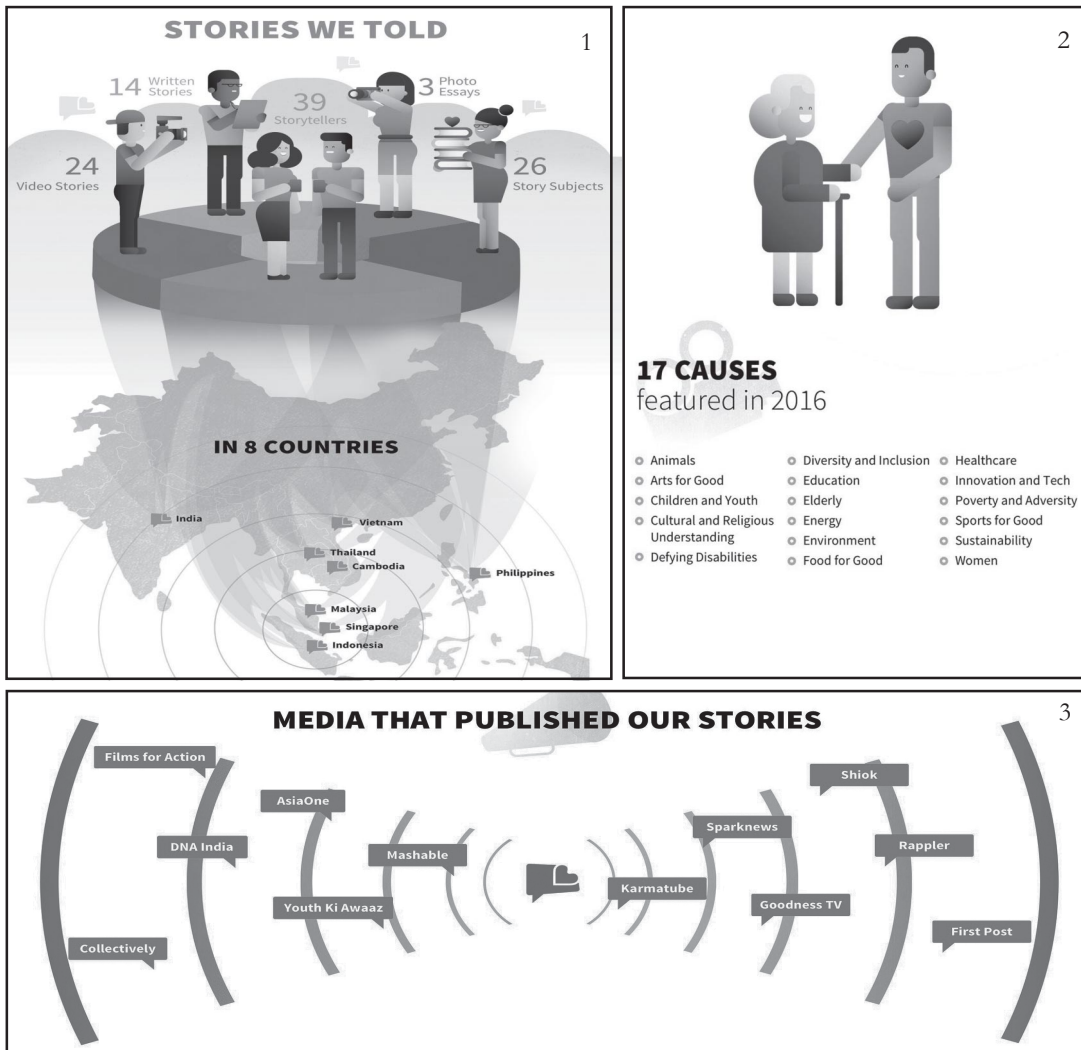 STORIES WE TOLD
1
14 Written
Stories
39
Storytellers
3 Photo
Essays
24
Video Stories
26
Story Subjects
IN 8 COUNTRIES
India
Vietnam
Thailand
Cambodia
Philippines
Malaysia
Singapore
Indonesia
2
17 CAUSES
featured in 2016
Animals
Arts for Good
Children and Youth
Cultural and Religious
Understanding
Defying Disabilities
Diversity and Inclusion
Education
Elderly
Energy
Environment
Food for Good
Healthcare
Innovation and Tech
Poverty and Adversity
Sports for Good
Sustainability
Women
3
MEDIA THAT PUBLISHED OUR STORIES
Films for Action
AsiaOne
DNA India
Mashable
Youth Ki Awaaz
Collectively
Shiok
Sparknews
Rappler
Karmatube
Goodness TV
First Post